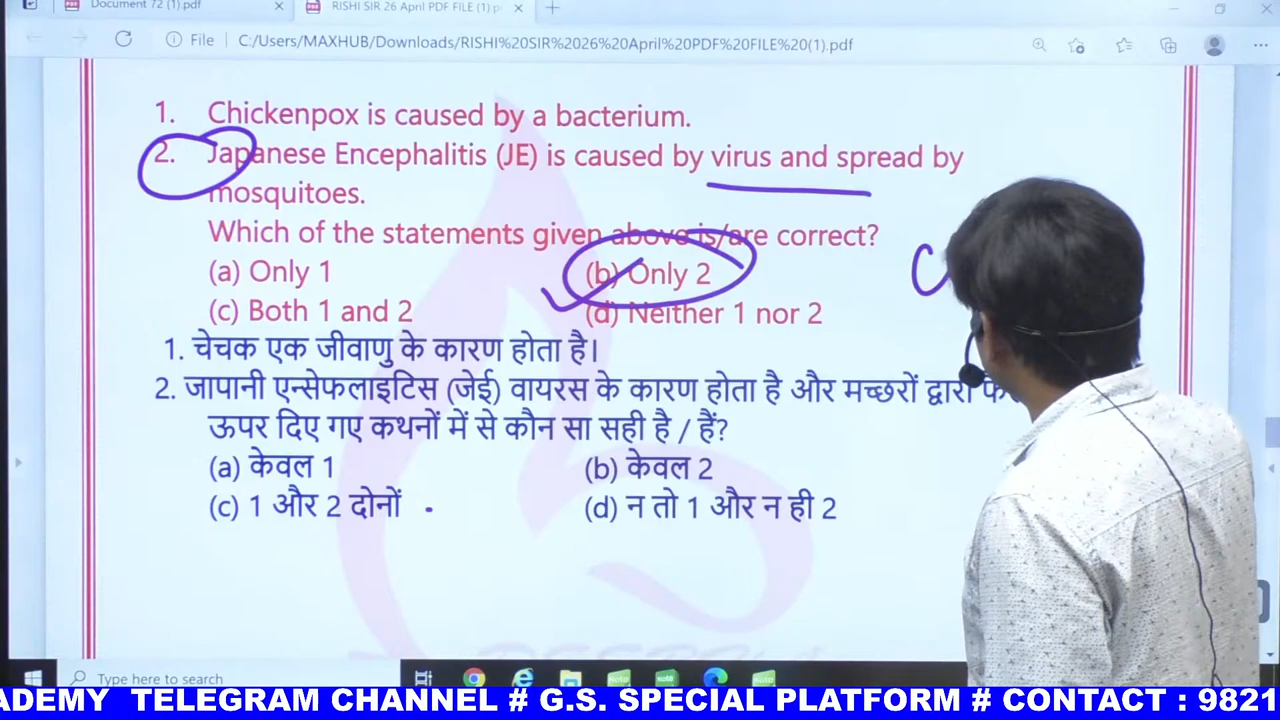 Document 72 (1).pdf
RISHI SIR 26 April PDF FILE (1).p
File
C:/Users/MAXHUB/Downloads/RISHI%20SIR%2026%20April%20PDF%20FILE%20(1).pdf
1. Chickenpox is caused by a bacterium.
2. Japanese Encephalitis (JE) is caused by virus and spread by
mosquitoes.
Which of the statements given above is/are correct?
(a) Only 1 (b) Only 2
(c) Both 1 and 2 (d) Neither 1 nor 2
1. चेचक एक जीवाणु के कारण होता है।
2. जापानी एन्सेफलाइटिस (जेई) वायरस के कारण होता है और मच्छरों द्वारा
ऊपर दिए गए कथनों में से कौन सा सही है / हैं?
(a) केवल 1 (b) केवल 2
(c) 1 और 2 दोनों (d) न तो 1 और न ही 2
Type here to search
ADEMY TELEGRAM CHANNEL # G.S. SPECIAL PLATFORM # CONTACT : 9821